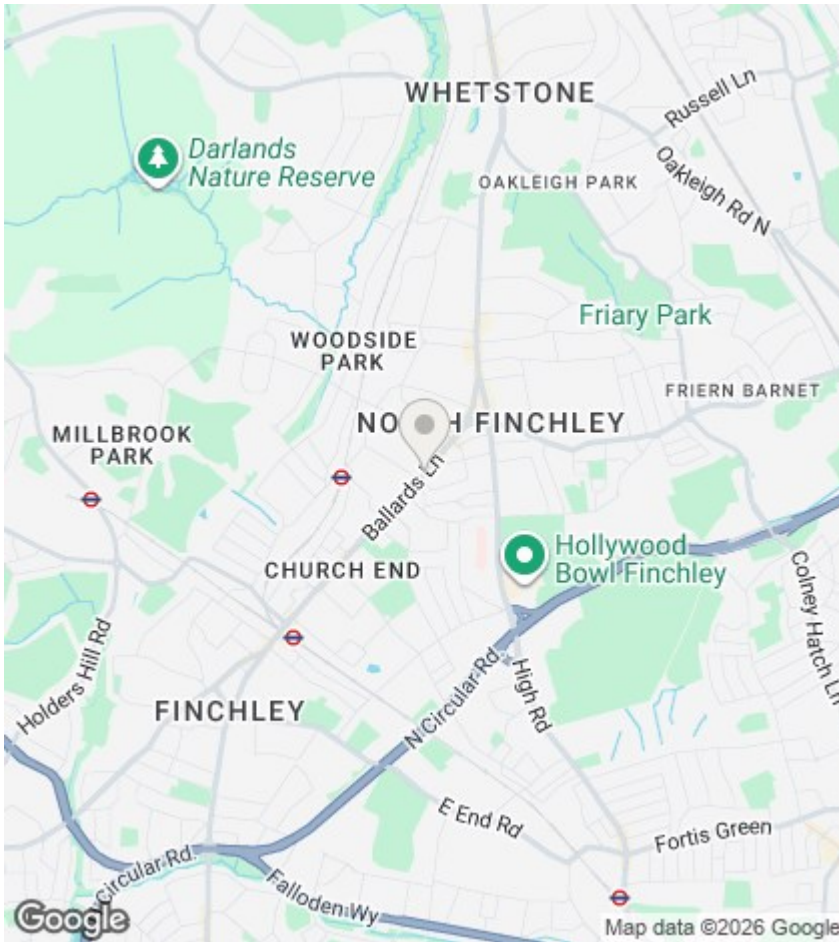 WHETSTONE
Russell Ln
Darlands
Nature Reserve
OAKLEIGH PARK
Oakleigh Rd N
Friary Park
WOODSIDE
PARK
FRIERN BARNET
MILLBROOK
PARK
NO H FINCHLEY
Ballards Ln
Hollywood
Bowl Finchley
CHURCH END
Colney Hatch Ln
Holders Hill Rd
N Circular Rd
High Rd
FINCHLEY
E End Rd
Fortis Green
Circular Rd.
Falloden Wy
Google
Map data ©2026 Google